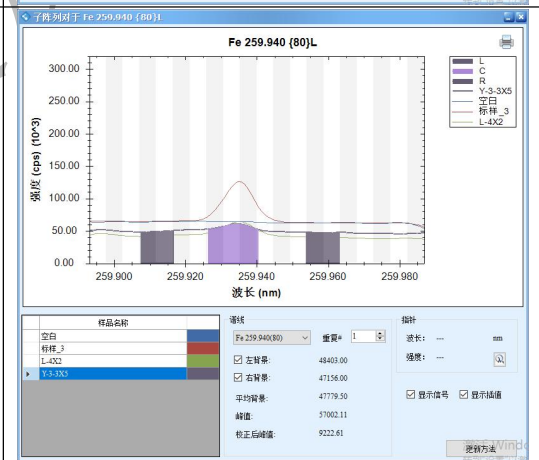 子阵列对于 Fe 259.940 {80}L
Fe 259.940 {80}L
300.00
250.00
200.00
150.00
100.00
50.00
0.00
强度 (cps) (10^3)
259.900
259.920
259.940
259.960
259.980
波长 (nm)
L
C
R
Y-3-3X5
空白
标样_3
L-4X2
样品名称
空白
标样_3
L-4X2
Y-3-3X5
谱线
Fe 259.940(80)
重复# 1
左背景: 48403.00
右背景: 47156.00
平均背景: 47779.50
峰值: 57002.11
校正后峰值: 9222.61
指针
波长: --- nm
强度: ---
显示信号 显示插值
更新方法